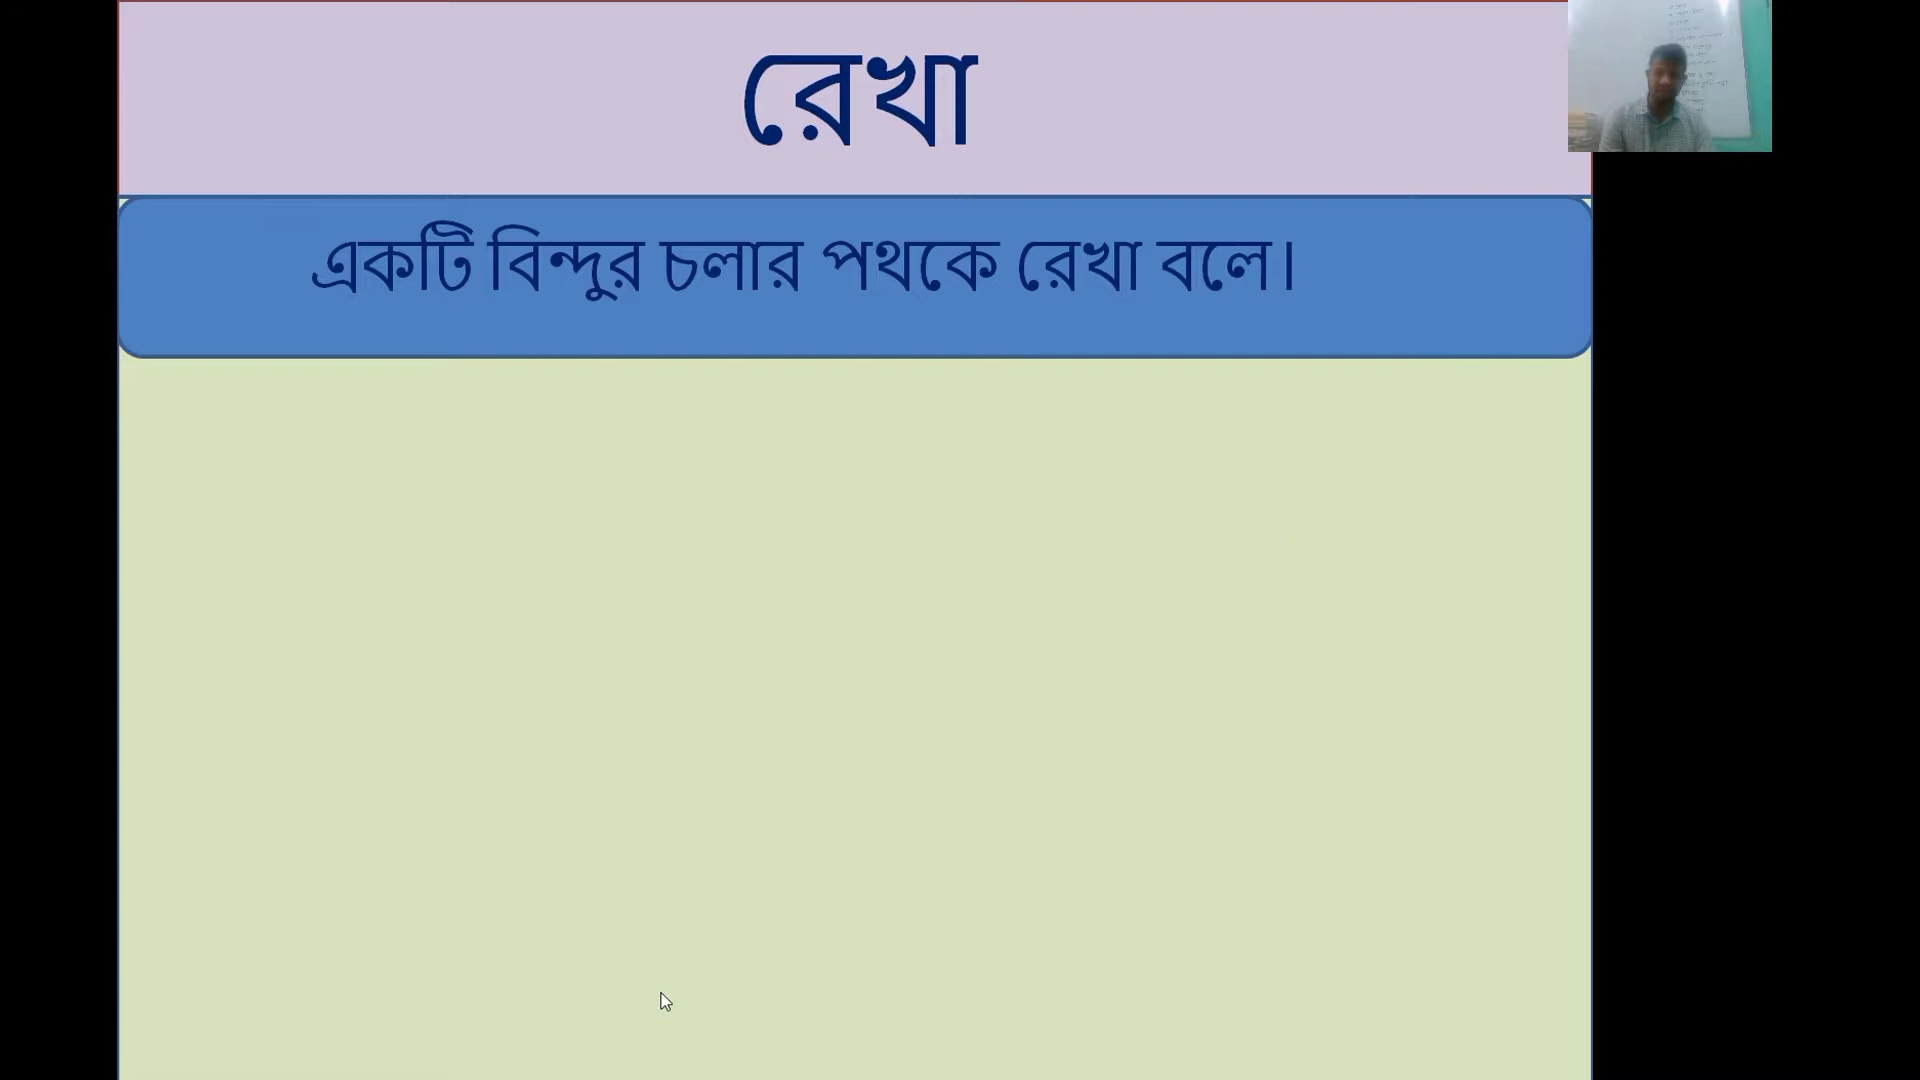 রেখা
একটি বিন্দুর চলার পথকে রেখা বলে।